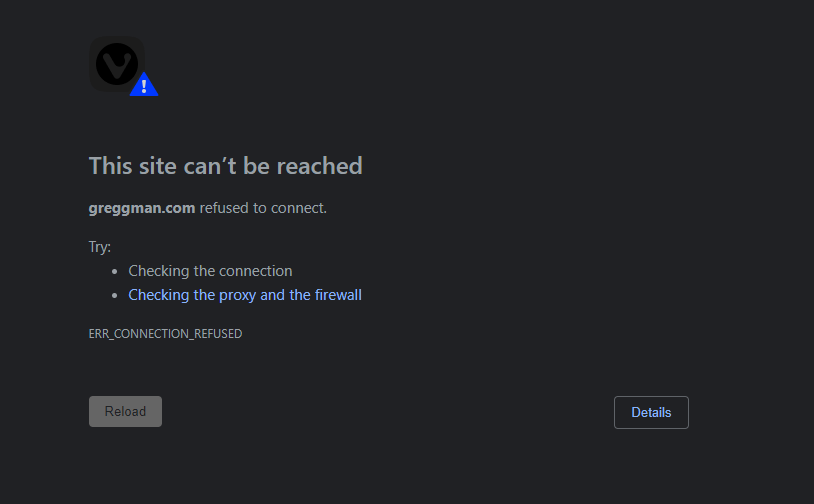 This site can’t be reached
greggman.com refused to connect.
Try:
• Checking the connection
• Checking the proxy and the firewall
ERR_CONNECTION_REFUSED
Reload
Details